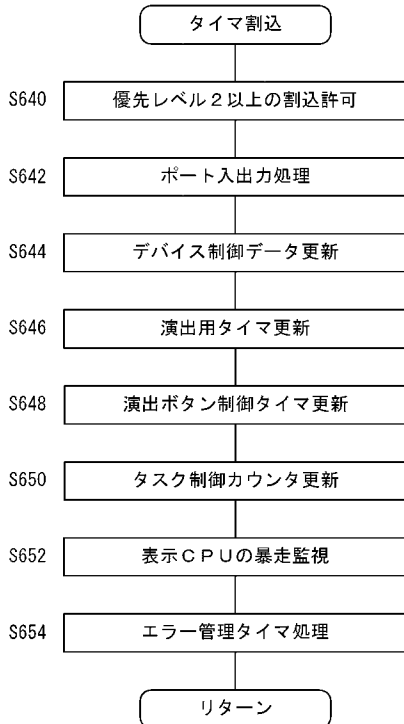 タイマ割込
S640 優先レベル2以上の割込許可
S642 ポート入出力処理
S644 デバイス制御データ更新
S646 演出用タイマ更新
S648 演出ボタン制御タイマ更新
S650 タスク制御カウンタ更新
S652 表示CPUの暴走監視
S654 エラー管理タイマ処理
リターン